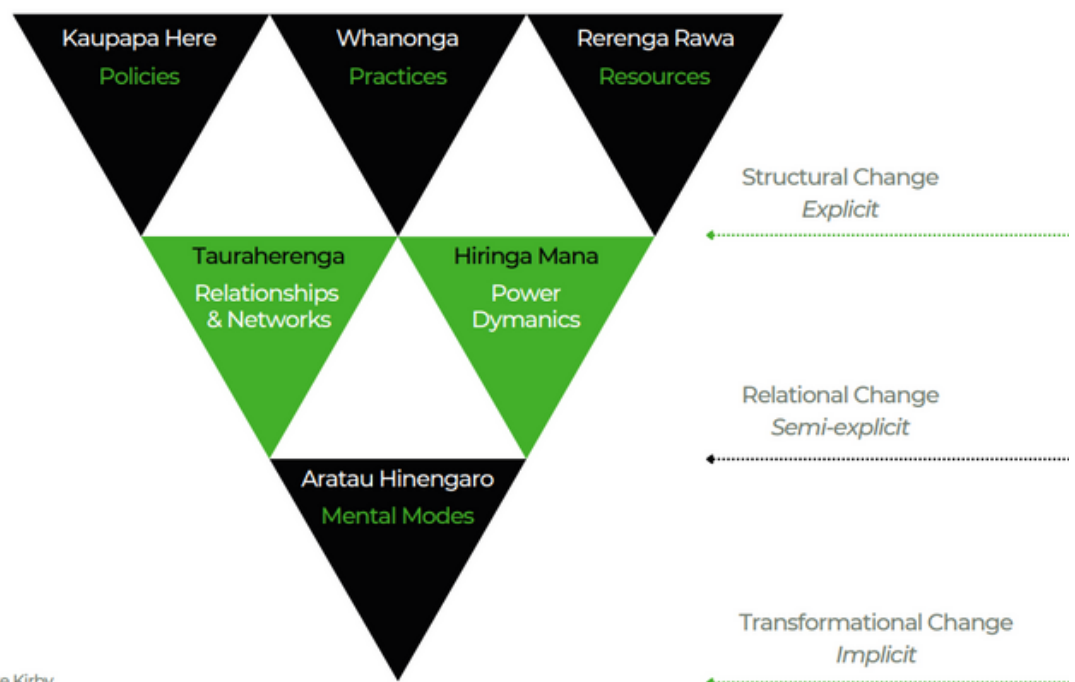 Kaupapa Here
Policies
Whanonga
Practices
Rerenga Rawa
Resources
Structural Change
Explicit
Tauraherenga
Relationships
& Networks
Hiringa Mana
Power
Dymanics
Relational Change
Semi-explicit
Aratau Hinengaro
Mental Modes
Transformational Change
Implicit
Kirby